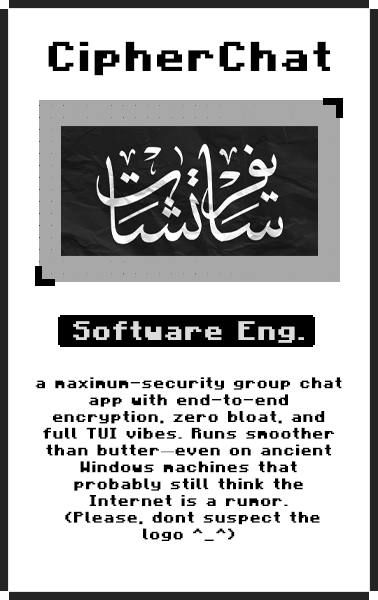 CipherChat
سايفر تشات
Software Eng.
a maximum-security group chat
app with end-to-end
encryption, zero bloat, and
full TUI vibes. Runs smoother
than butter—even on ancient
Windows machines that
probably still think the
Internet is a rumor.
(Please, dont suspect the
logo ^_^)